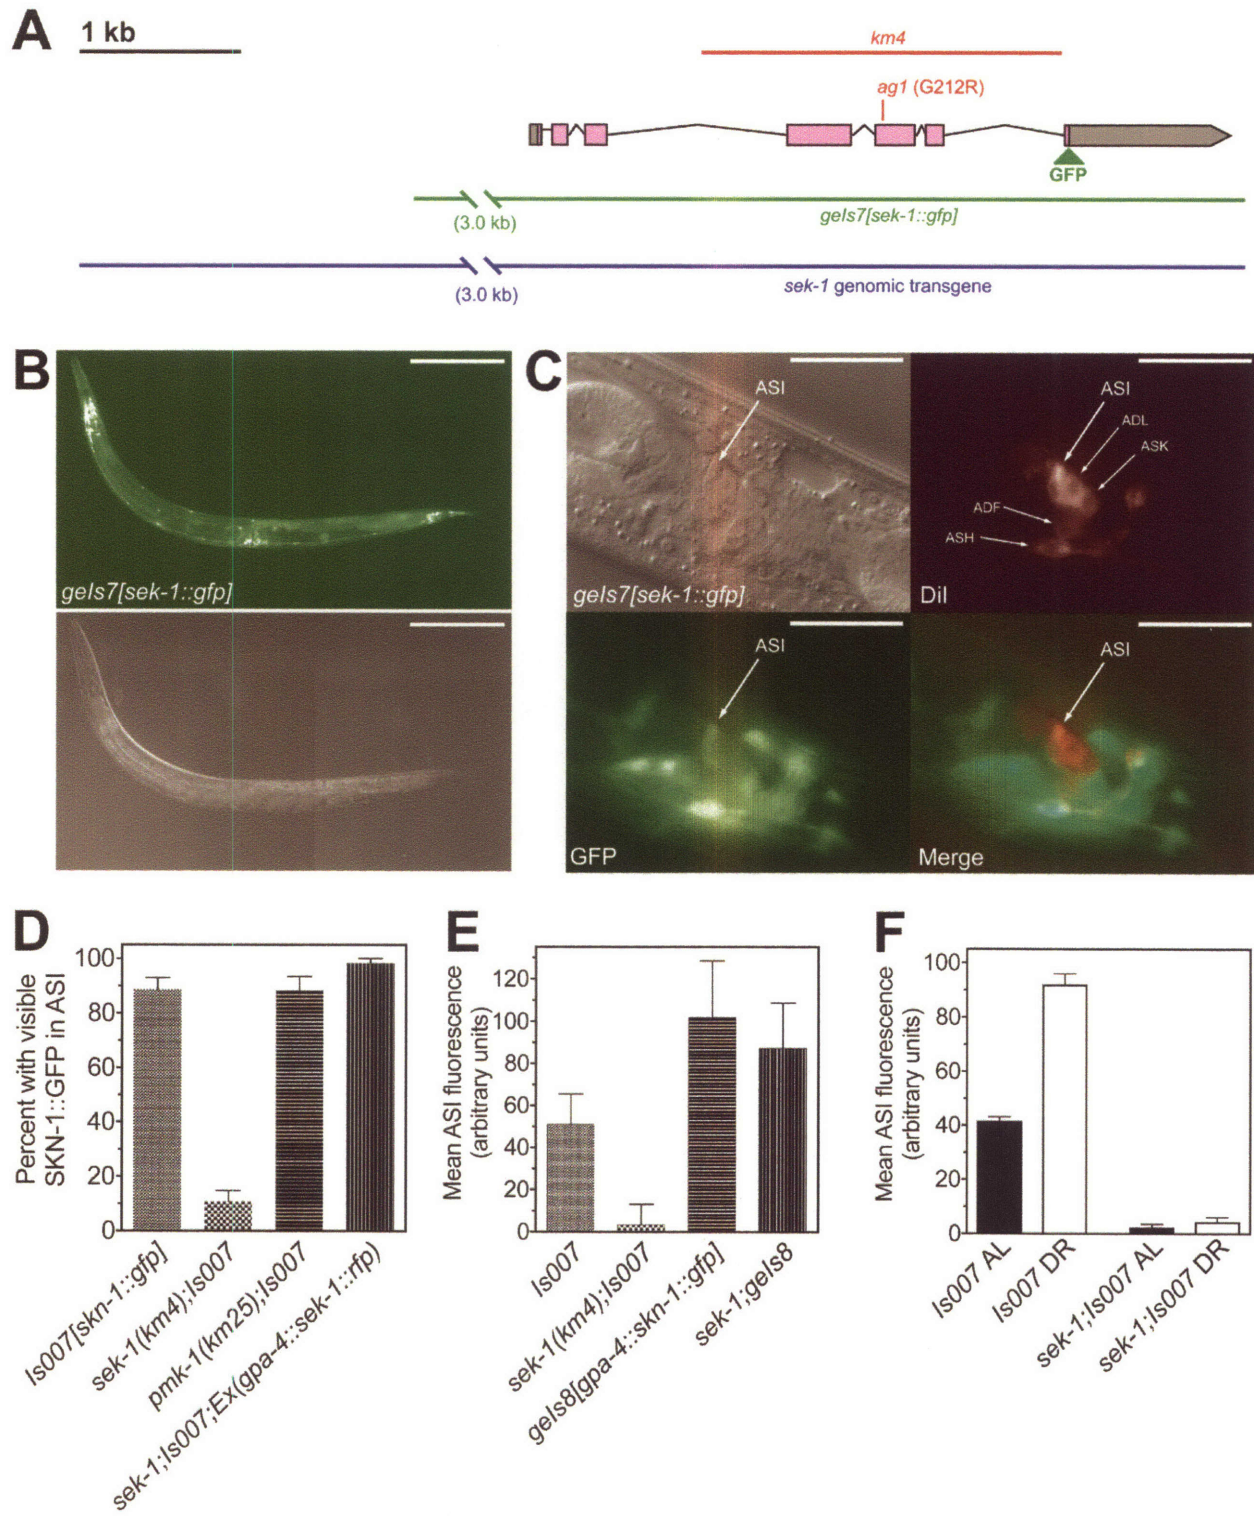 A
1 kb
km4
ag1 (G212R)
GFP
(3.0 kb)
geIs7[sek-1::gfp]
(3.0 kb)
sek-1 genomic transgene
B
geIs7[sek-1::gfp]
C
ASI
geIs7[sek-1::gfp]
ASI
ADL
ASK
ADF
ASH
DiI
ASI
GFP
ASI
Merge
D
Percent with visible
SKN-1::GFP in ASI
100
80
60
40
20
0
Is007[skn-1::gfp]
sek-1(km4);Is007
pmk-1(km25);Is007
sek-1;Is007;Ex(gpa-4::sek-1::rfp)
E
Mean ASI fluorescence
(arbitrary units)
120
100
80
60
40
20
0
Is007
sek-1(km4);Is007
geIs8[gpa-4::skn-1::gfp]
sek-1;geIs8
F
Mean ASI fluorescence
(arbitrary units)
100
80
60
40
20
0
Is007 AL
Is007 DR
sek-1;Is007 AL
sek-1;Is007 DR